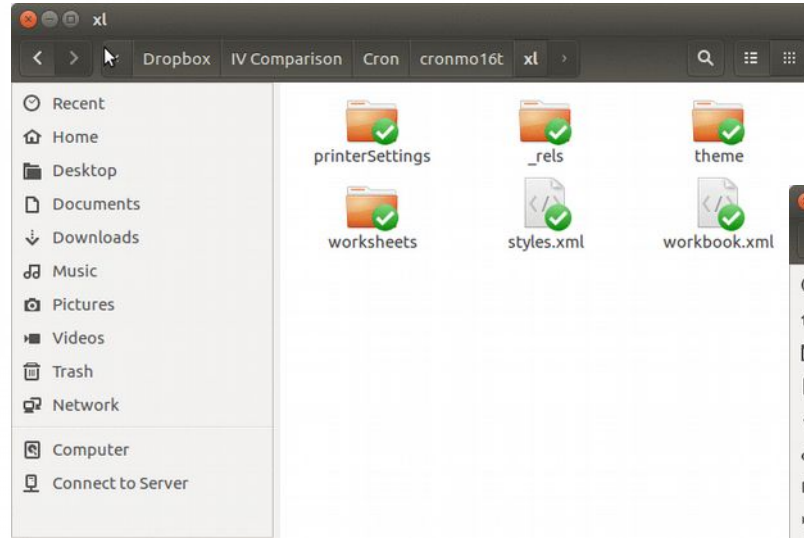 xl
Dropbox IV Comparison Cron cronmo16t xl
Recent
Home
Desktop
Documents
Downloads
Music
Pictures
Videos
Trash
Network
Computer
Connect to Server
printerSettings _rels theme
worksheets styles.xml workbook.xml